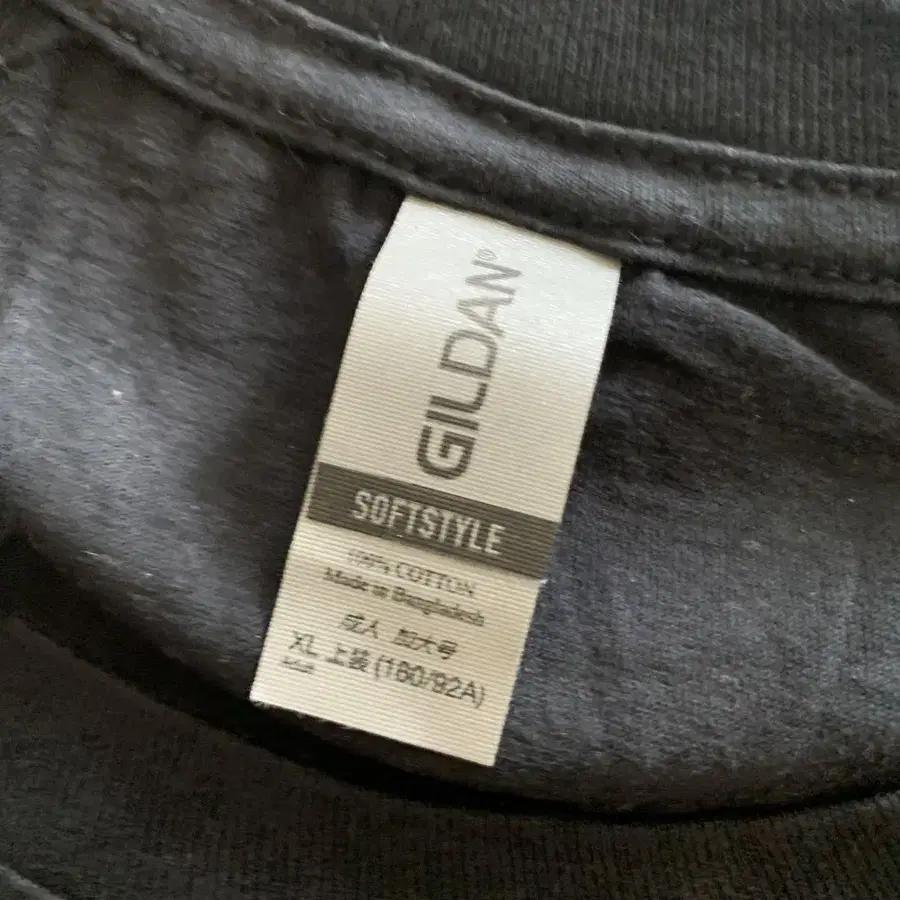 GILDAN®
SOFTSTYLE
100% COTTON
Made in Bangladesh
成人 加大号
XL 上装 (180/92A)